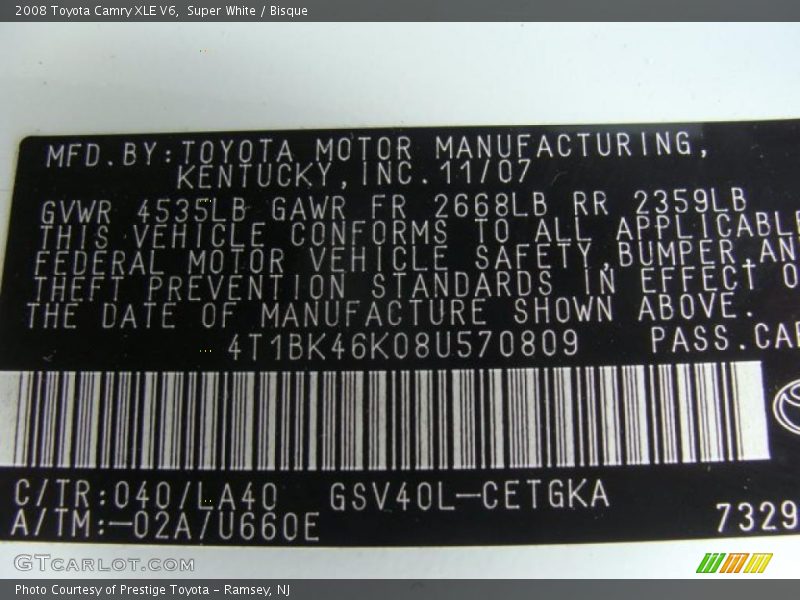 2008 Toyota Camry XLE V6,  Super White / Bisque
MFD.BY:TOYOTA MOTOR MANUFACTURING,
KENTUCKY,INC.11/07
GVWR 4535LB GAWR FR 2668LB RR 2359LB
THIS VEHICLE CONFORMS TO ALL APPLICABLE
FEDERAL MOTOR VEHICLE SAFETY,BUMPER,AN
THEFT PREVENTION STANDARDS IN EFFECT O
THE DATE OF MANUFACTURE SHOWN ABOVE.
4T1BK46K08U570809 PASS.CAR
C/TR:040/LA40 GSV40L-CETGKA
A/TM:-02A/U660E 7329
GTCARLOT.COM
Photo Courtesy of Prestige Toyota - Ramsey, NJ